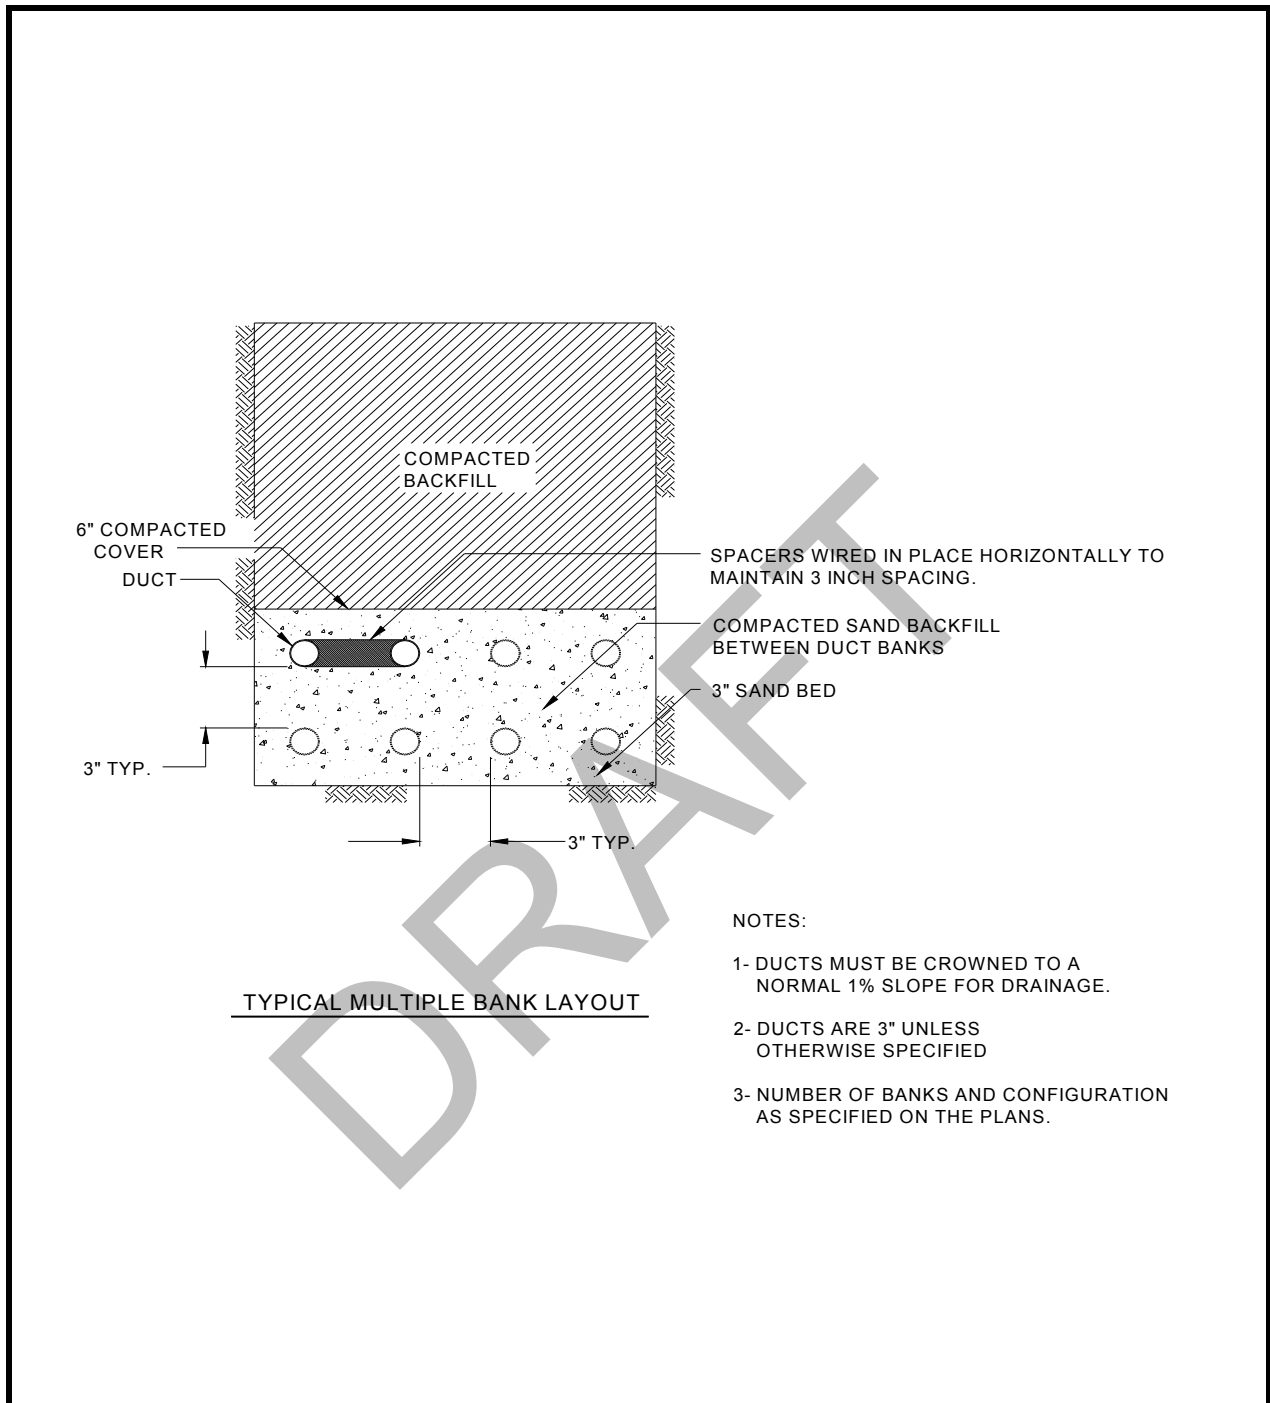 COMPACTED
BACKFILL
6" COMPACTED
COVER
DUCT
SPACERS WIRED IN PLACE HORIZONTALLY TO
MAINTAIN 3 INCH SPACING.
COMPACTED SAND BACKFILL
BETWEEN DUCT BANKS
3" SAND BED
3" TYP.
3" TYP.
DRAFT
TYPICAL MULTIPLE BANK LAYOUT
NOTES:
1- DUCTS MUST BE CROWNED TO A
NORMAL 1% SLOPE FOR DRAINAGE.
2- DUCTS ARE 3" UNLESS
OTHERWISE SPECIFIED
3- NUMBER OF BANKS AND CONFIGURATION
AS SPECIFIED ON THE PLANS.